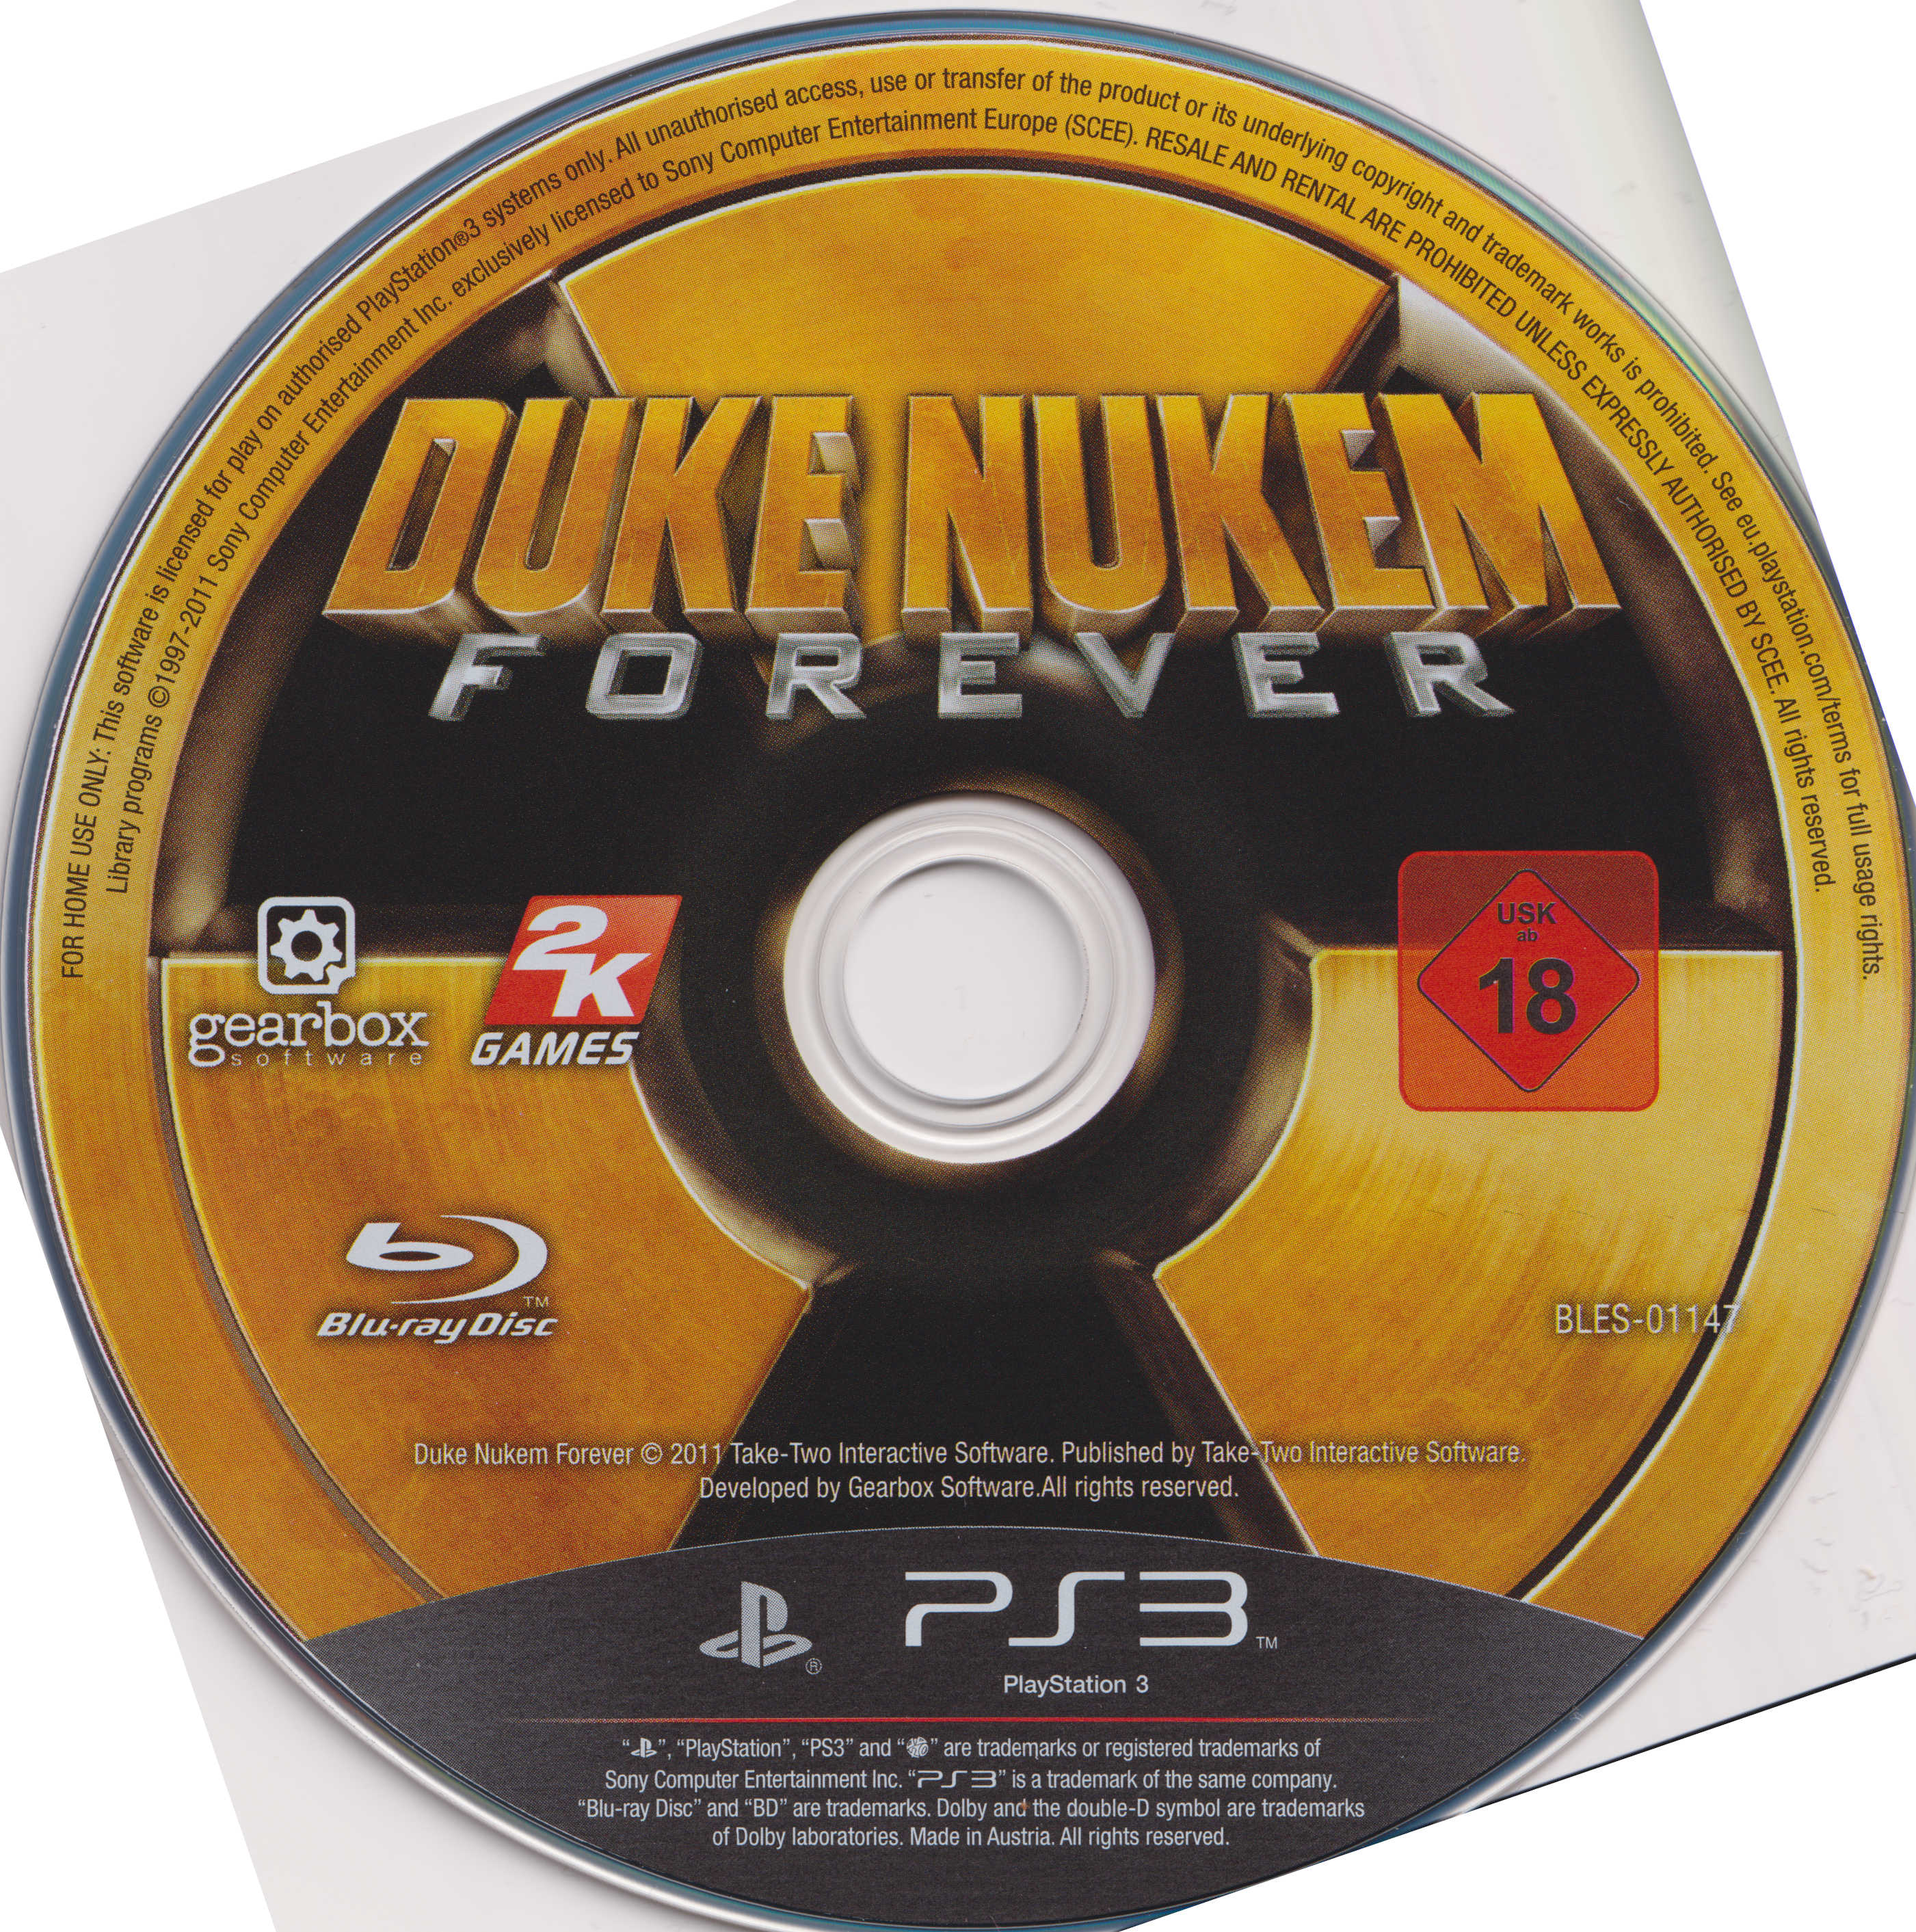 FOR HOME USE ONLY: This software is licensed for play on authorised PlayStation®3 systems only. All unauthorised access, use or transfer of the product or its underlying copyright and trademark works is prohibited. See eu.playstation.com/terms for full usage rights.
Library programs ©1997-2011 Sony Computer Entertainment Inc. exclusively licensed to Sony Computer Entertainment Europe (SCEE). RESALE AND RENTAL ARE PROHIBITED UNLESS EXPRESSLY AUTHORISED BY SCEE. All rights reserved.
DUKE NUKEM
FOREVER
gearbox
software
2K
GAMES
USK
ab
18
Blu-ray Disc™
BLES-01147
Duke Nukem Forever © 2011 Take-Two Interactive Software. Published by Take-Two Interactive Software.
Developed by Gearbox Software.All rights reserved.
® PS3™
PlayStation 3
“ ”, “PlayStation”, “PS3” and “ ” are trademarks or registered trademarks of
Sony Computer Entertainment Inc. “PS3” is a trademark of the same company.
“Blu-ray Disc” and “BD” are trademarks. Dolby and the double-D symbol are trademarks
of Dolby laboratories. Made in Austria. All rights reserved.